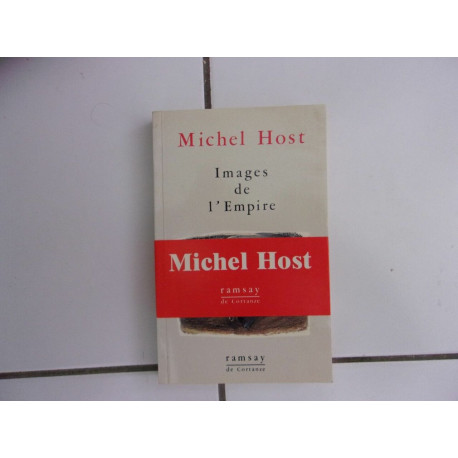 Michel Host
Images
de
l'Empire
Michel Host
ramsay
de Cortanze
ramsay
de Cortanze